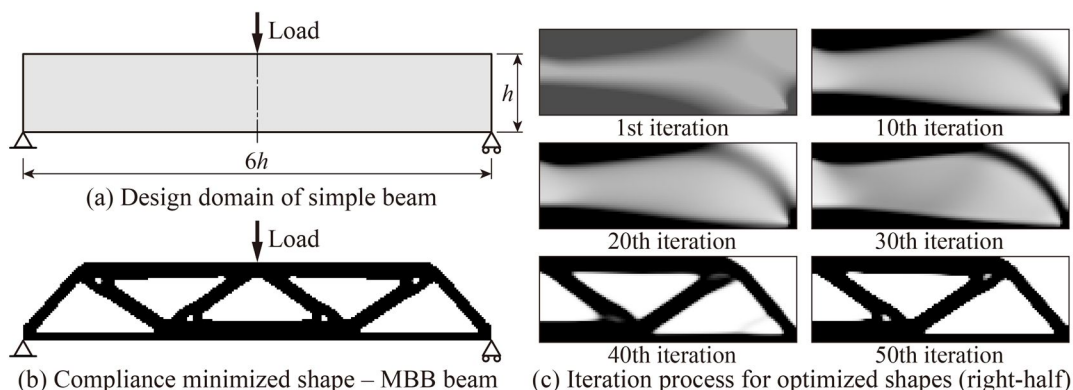 Load
h
6h
(a) Design domain of simple beam
Load
(b) Compliance minimized shape – MBB beam
1st iteration
10th iteration
20th iteration
30th iteration
40th iteration
50th iteration
(c) Iteration process for optimized shapes (right-half)